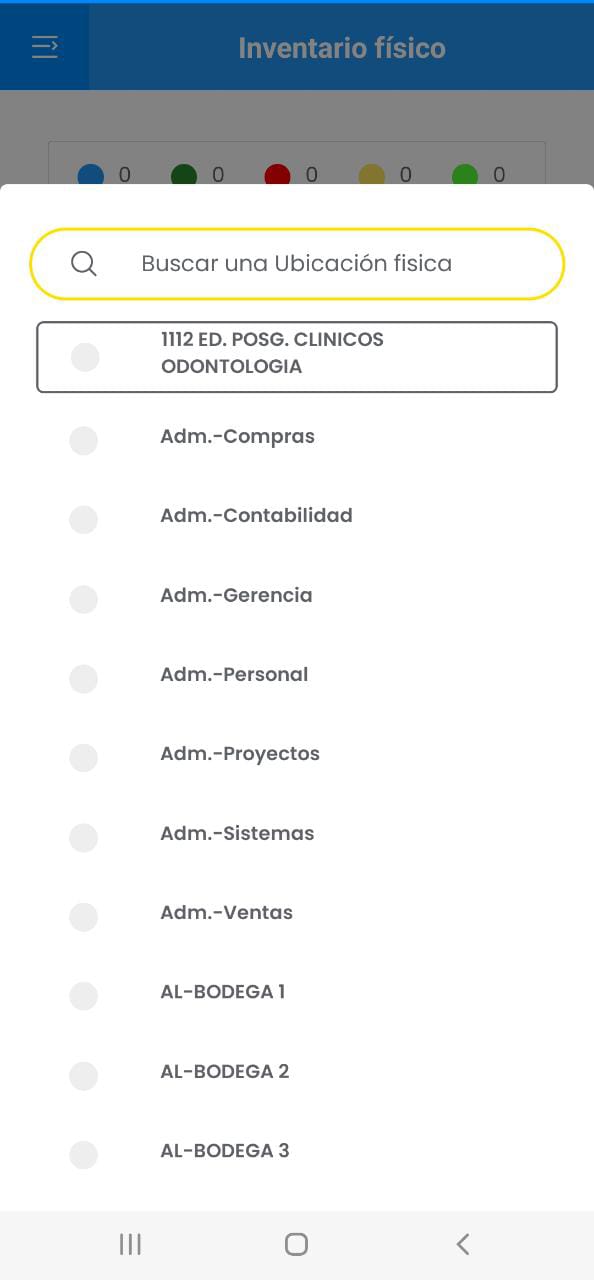 Inventario físico
0 0 0 0 0
Buscar una Ubicación fisica
1112 ED. POSG. CLINICOS
ODONTOLOGIA
Adm.-Compras
Adm.-Contabilidad
Adm.-Gerencia
Adm.-Personal
Adm.-Proyectos
Adm.-Sistemas
Adm.-Ventas
AL-BODEGA 1
AL-BODEGA 2
AL-BODEGA 3